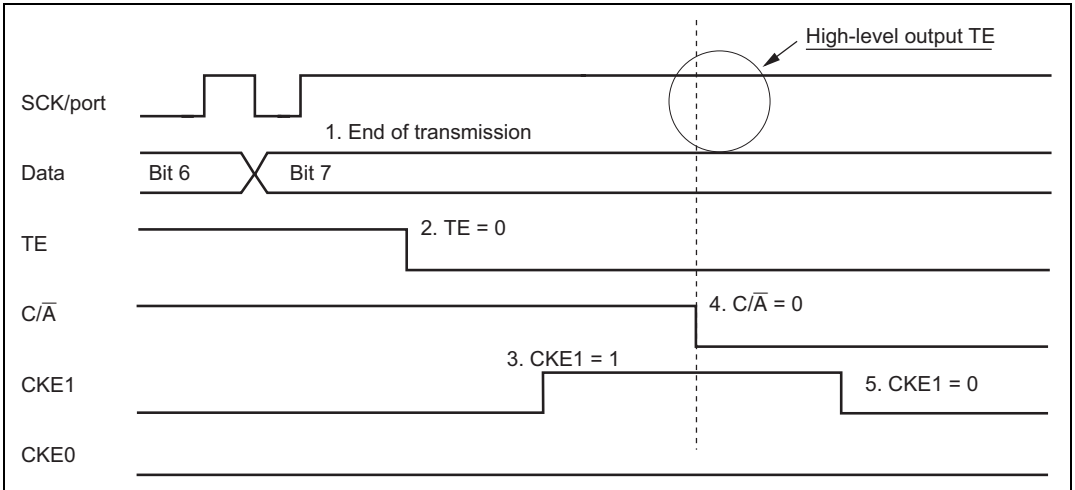 High-level output TE
SCK/port
1. End of transmission
Data
Bit 6
Bit 7
TE
2. TE = 0
C/A̅
4. C/A̅ = 0
3. CKE1 = 1
CKE1
5. CKE1 = 0
CKE0